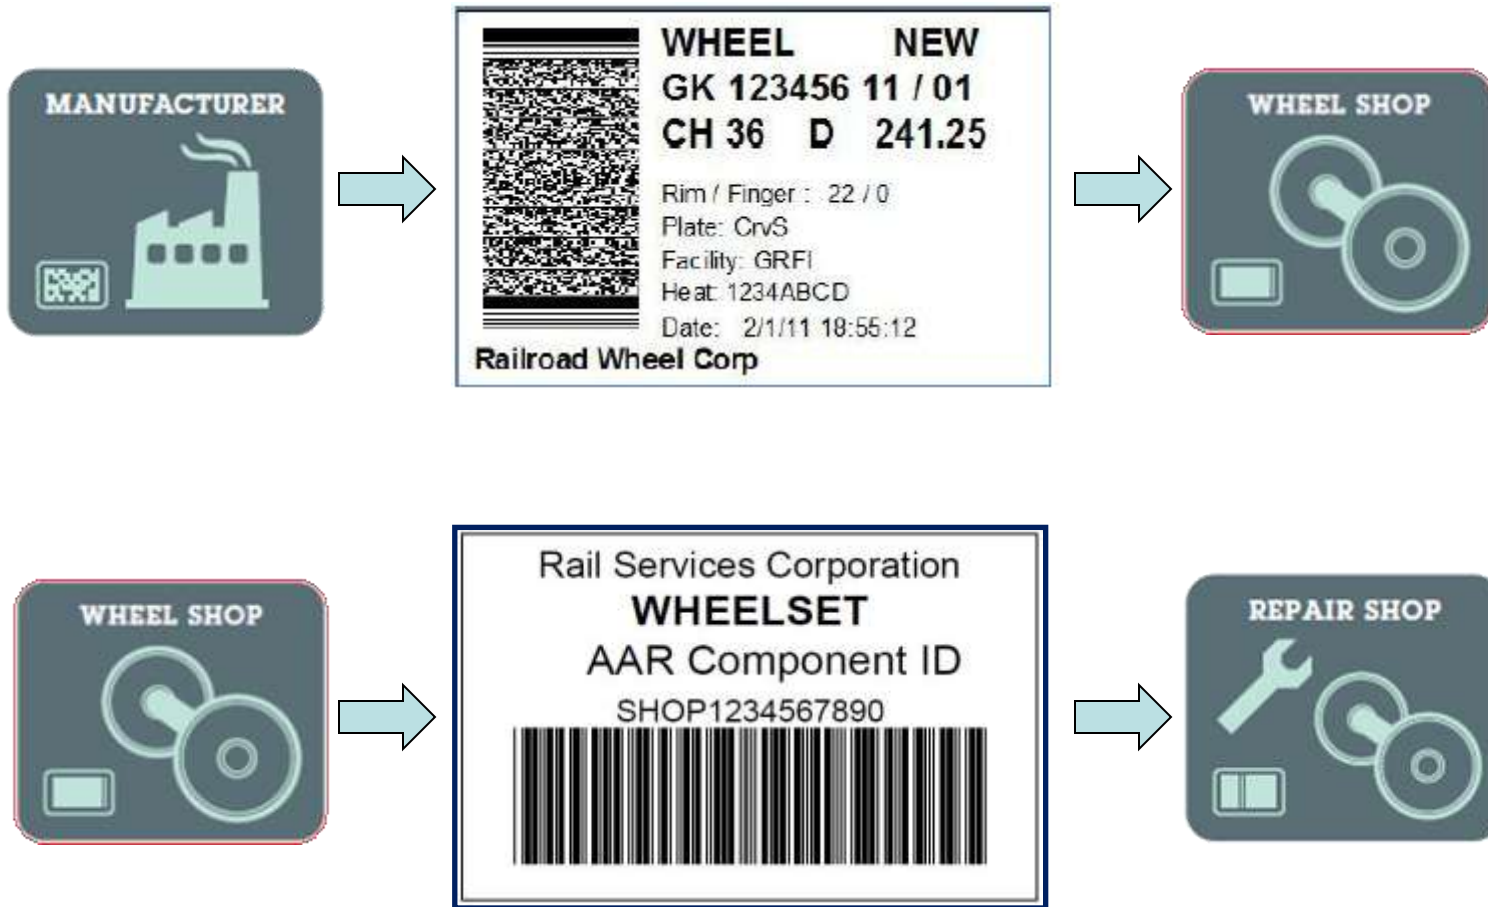 MANUFACTURER
WHEEL NEW
GK 123456 11 / 01
CH 36 D 241.25
Rim / Finger : 22 / 0
Plate: CrvS
Facility: GRFI
Heat: 1234ABCD
Date: 2/1/11 18:55:12
Railroad Wheel Corp
WHEEL SHOP
WHEEL SHOP
Rail Services Corporation
WHEELSET
AAR Component ID
SHOP1234567890
REPAIR SHOP